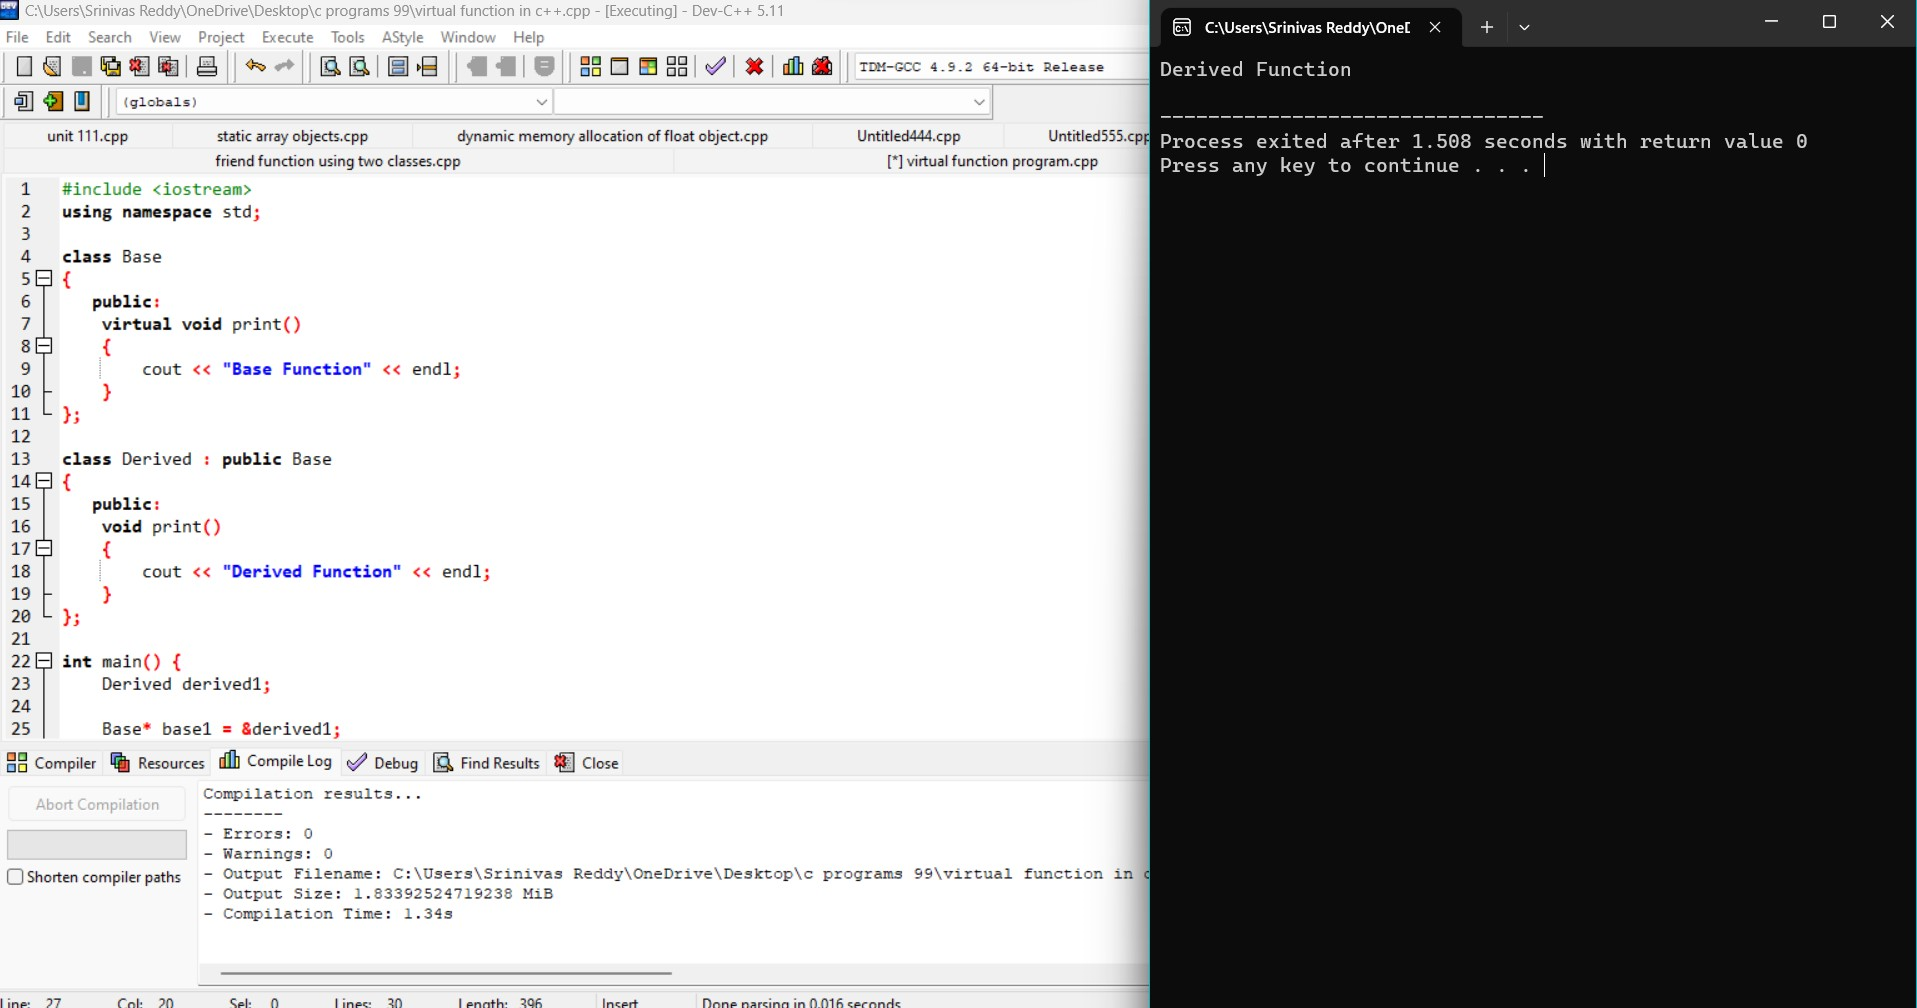 C:\Users\Srinivas Reddy\OneDrive\Desktop\c programs 99\virtual function in c++.cpp - [Executing] - Dev-C++ 5.11
File Edit Search View Project Execute Tools AStyle Window Help
TDM-GCC 4.9.2 64-bit Release
(globals)
unit 111.cpp static array objects.cpp dynamic memory allocation of float object.cpp Untitled444.cpp Untitled555.cpp
friend function using two classes.cpp [*] virtual function program.cpp
1 #include <iostream>
2 using namespace std;
3
4 class Base
5 {
6 public:
7 virtual void print()
8 {
9 cout << "Base Function" << endl;
10 }
11 };
12
13 class Derived : public Base
14 {
15 public:
16 void print()
17 {
18 cout << "Derived Function" << endl;
19 }
20 };
21
22 int main() {
23 Derived derived1;
24
25 Base* base1 = &derived1;
Compiler Resources Compile Log Debug Find Results Close
Abort Compilation
Shorten compiler paths
Compilation results...
--------
- Errors: 0
- Warnings: 0
- Output Filename: C:\Users\Srinivas Reddy\OneDrive\Desktop\c programs 99\virtual function in c
- Output Size: 1.83392524719238 MiB
- Compilation Time: 1.34s
Line: 27 Col: 20 Sel: 0 Lines: 30 Length: 396 Insert Done parsing in 0.016 seconds
C:\Users\Srinivas Reddy\OneD
Derived Function
--------------------------------
Process exited after 1.508 seconds with return value 0
Press any key to continue . . .